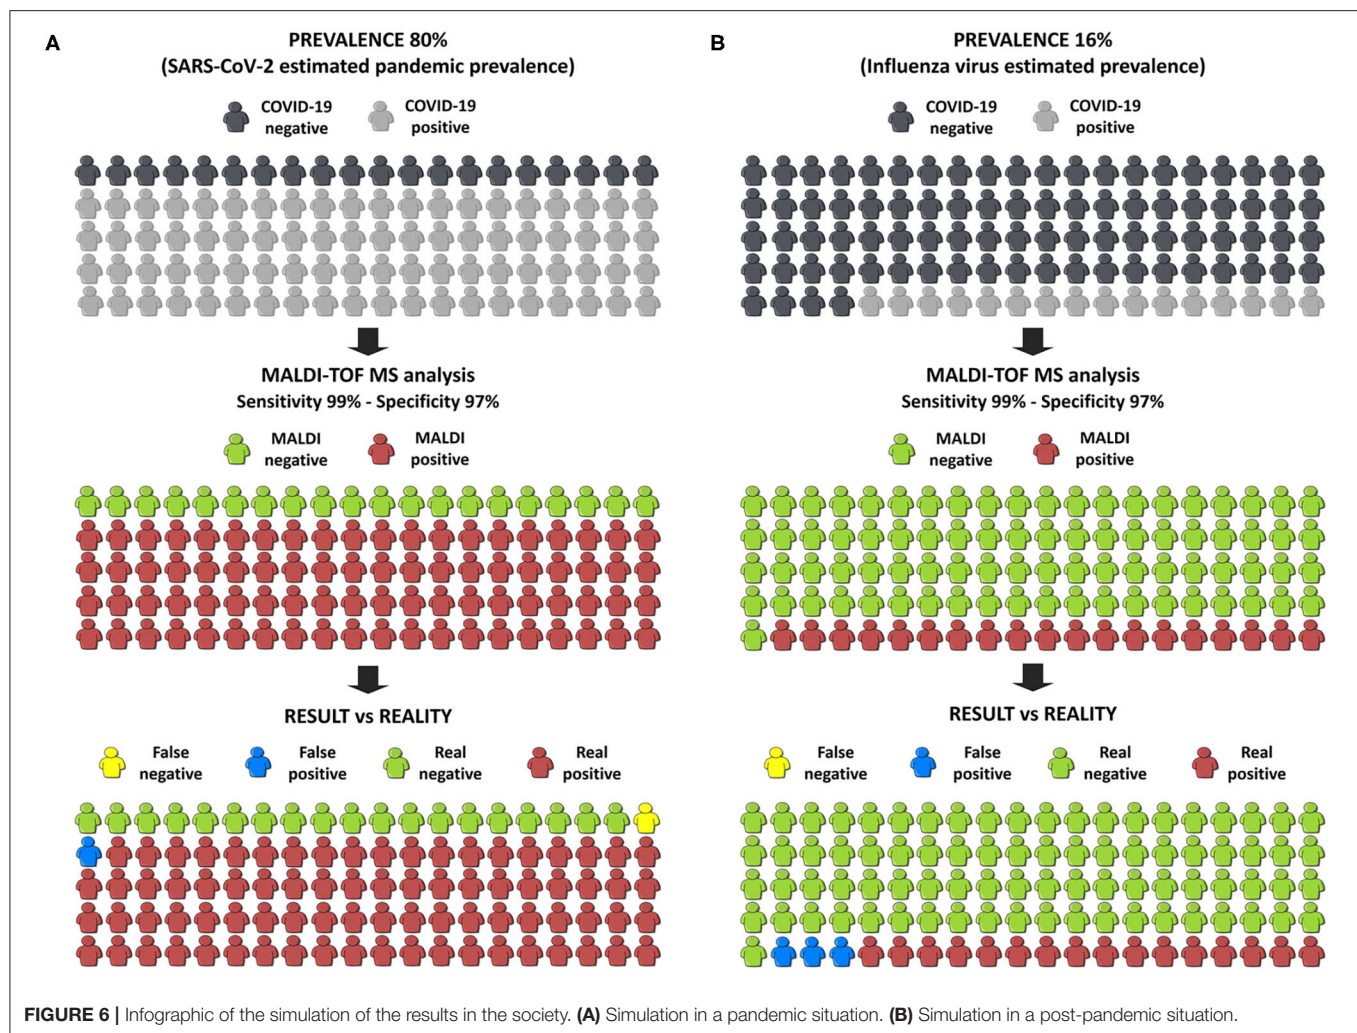 A
PREVALENCE 80%
(SARS-CoV-2 estimated pandemic prevalence)
COVID-19
negative
COVID-19
positive
MALDI-TOF MS analysis
Sensitivity 99% - Specificity 97%
MALDI
negative
MALDI
positive
RESULT vs REALITY
False
negative
False
positive
Real
negative
Real
positive
B
PREVALENCE 16%
(Influenza virus estimated prevalence)
COVID-19
negative
COVID-19
positive
MALDI-TOF MS analysis
Sensitivity 99% - Specificity 97%
MALDI
negative
MALDI
positive
RESULT vs REALITY
False
negative
False
positive
Real
negative
Real
positive
FIGURE 6 | Infographic of the simulation of the results in the society. (A) Simulation in a pandemic situation. (B) Simulation in a post-pandemic situation.